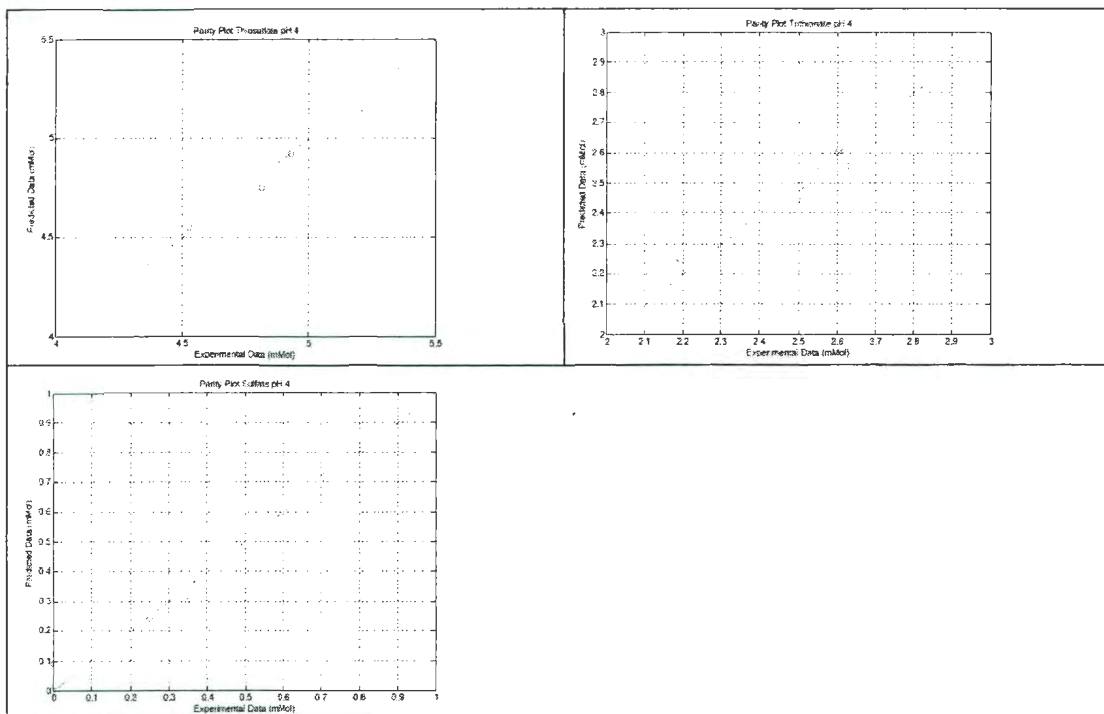 Parity Plot Thiosulfate pH 4
5.5
5
4.5
4
4 4.5 5 5.5
Predicted Data (mMol)
Experimental Data (mMol)
Parity Plot Trithionate pH 4
3
2.9
2.8
2.7
2.6
2.5
2.4
2.3
2.2
2.1
2
2 2.1 2.2 2.3 2.4 2.5 2.6 2.7 2.8 2.9 3
Predicted Data (mMol)
Experimental Data (mMol)
Parity Plot Sulfate pH 4
1
0.9
0.8
0.7
0.6
0.5
0.4
0.3
0.2
0.1
0
0 0.1 0.2 0.3 0.4 0.5 0.6 0.7 0.8 0.9 1
Predicted Data (mMol)
Experimental Data (mMol)